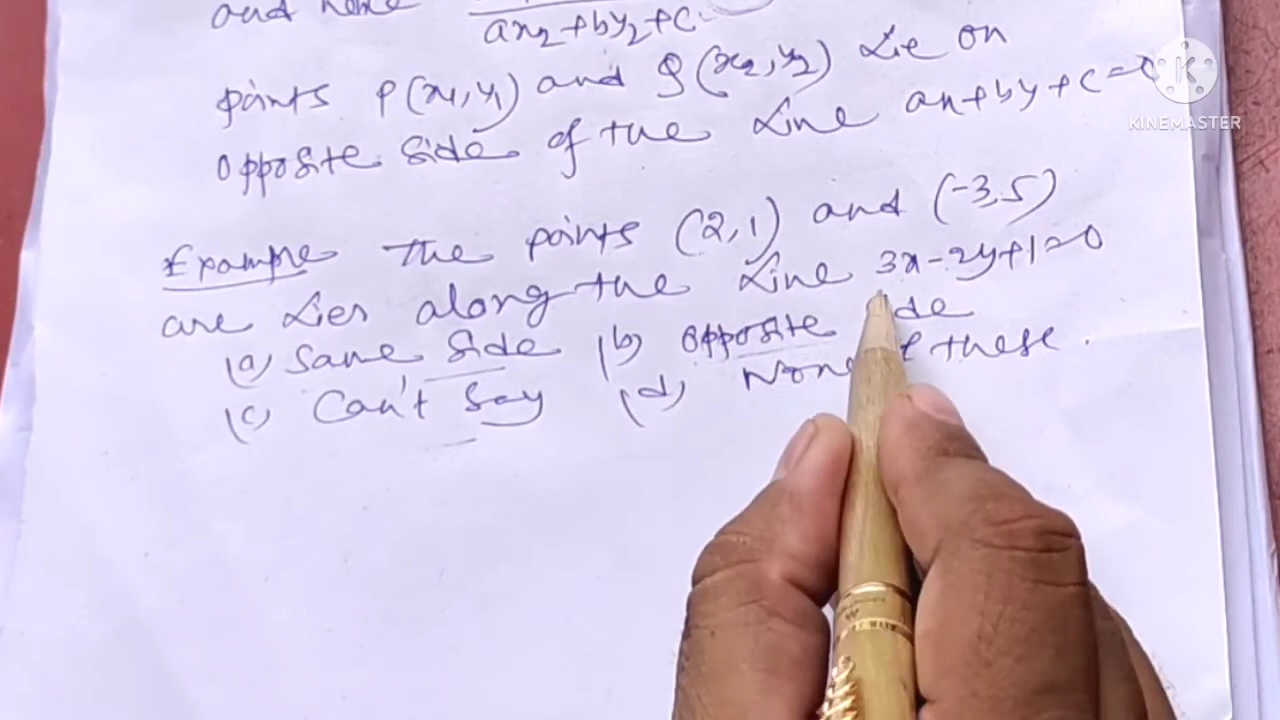 and hence
ax₂+by₂+c
points P(x₁,y₁) and Q(x₂,y₂) Lie on
opposite side of the Line ax+by+c=0
KINEMASTER
Example The points (2,1) and (-3,5)
are Lies along the Line 3x-2y+1=0
(a) Same Side (b) opposite
(c) Can't Say (d) None of these.